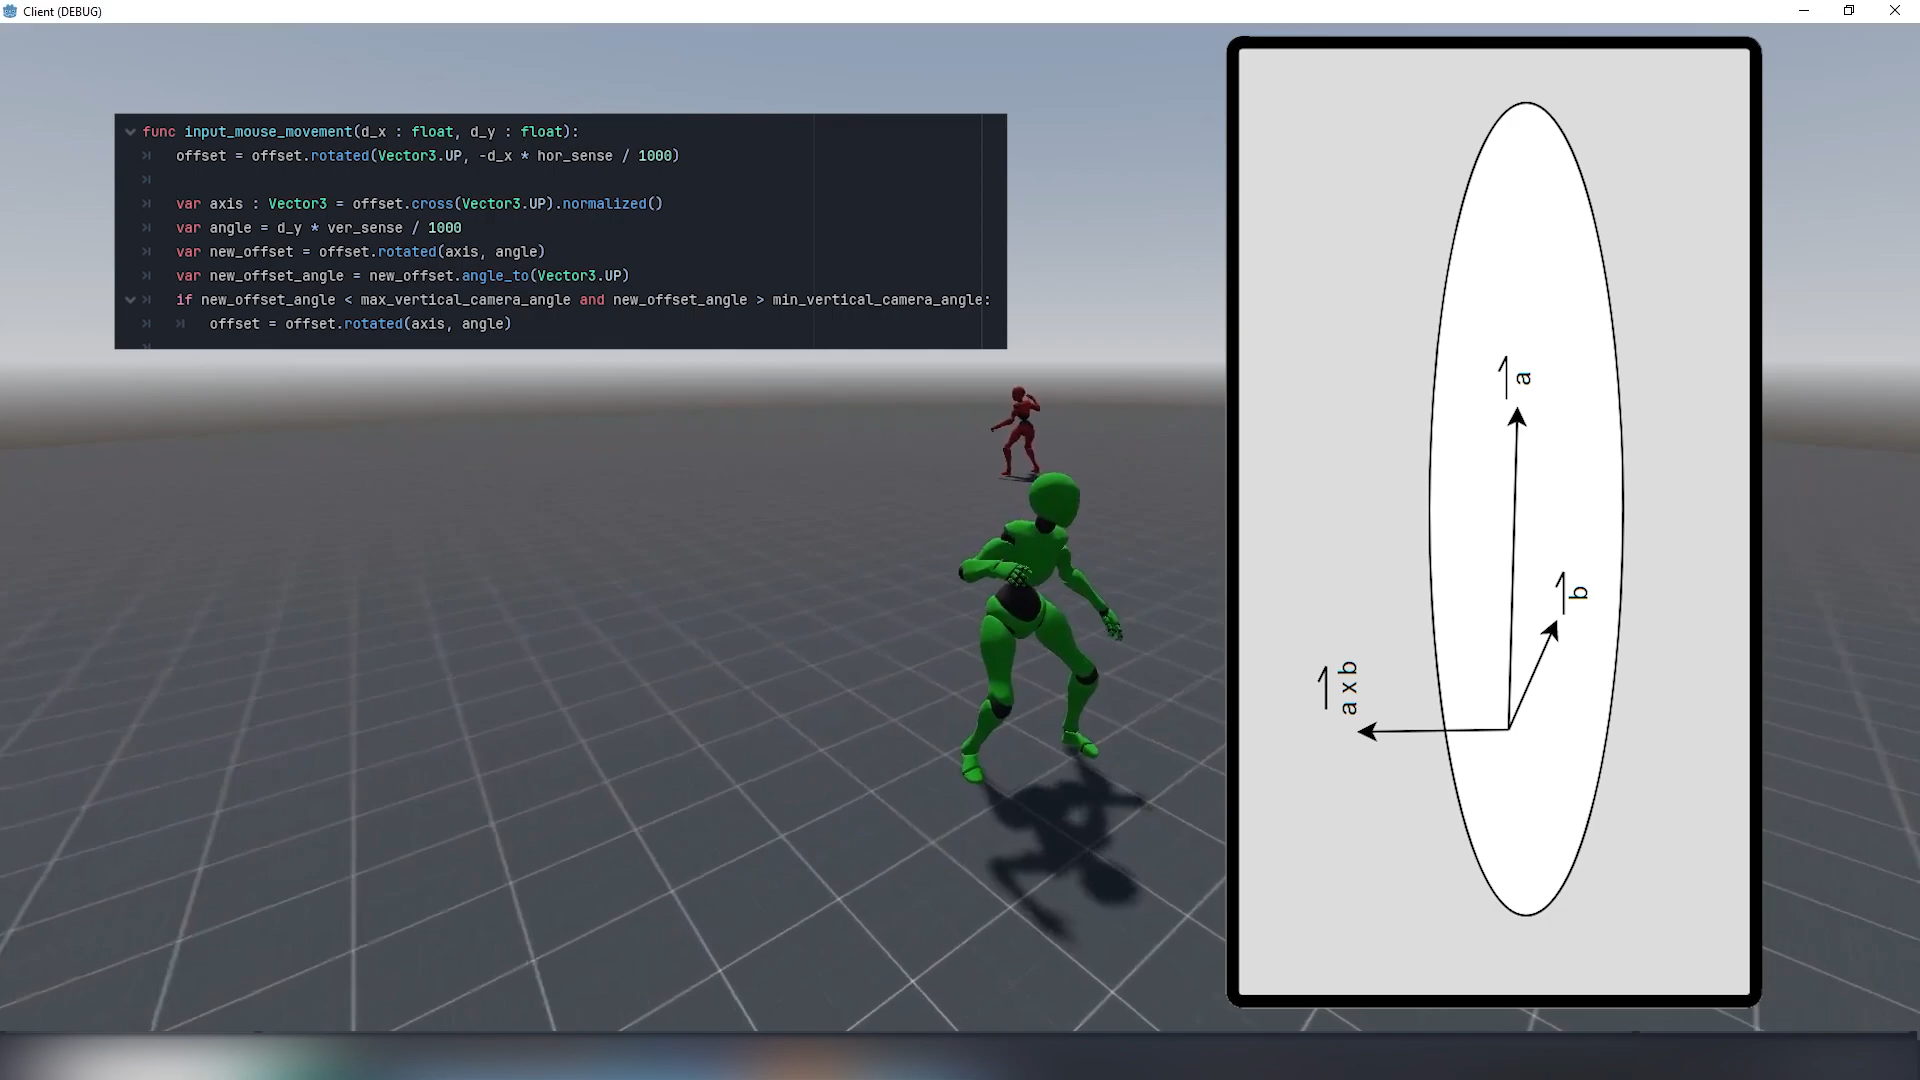 Client (DEBUG)
func input_mouse_movement(d_x : float, d_y : float):
offset = offset.rotated(Vector3.UP, -d_x * hor_sense / 1000)
var axis : Vector3 = offset.cross(Vector3.UP).normalized()
var angle = d_y * ver_sense / 1000
var new_offset = offset.rotated(axis, angle)
var new_offset_angle = new_offset.angle_to(Vector3.UP)
if new_offset_angle < max_vertical_camera_angle and new_offset_angle > min_vertical_camera_angle:
offset = offset.rotated(axis, angle)
a
b
a x b